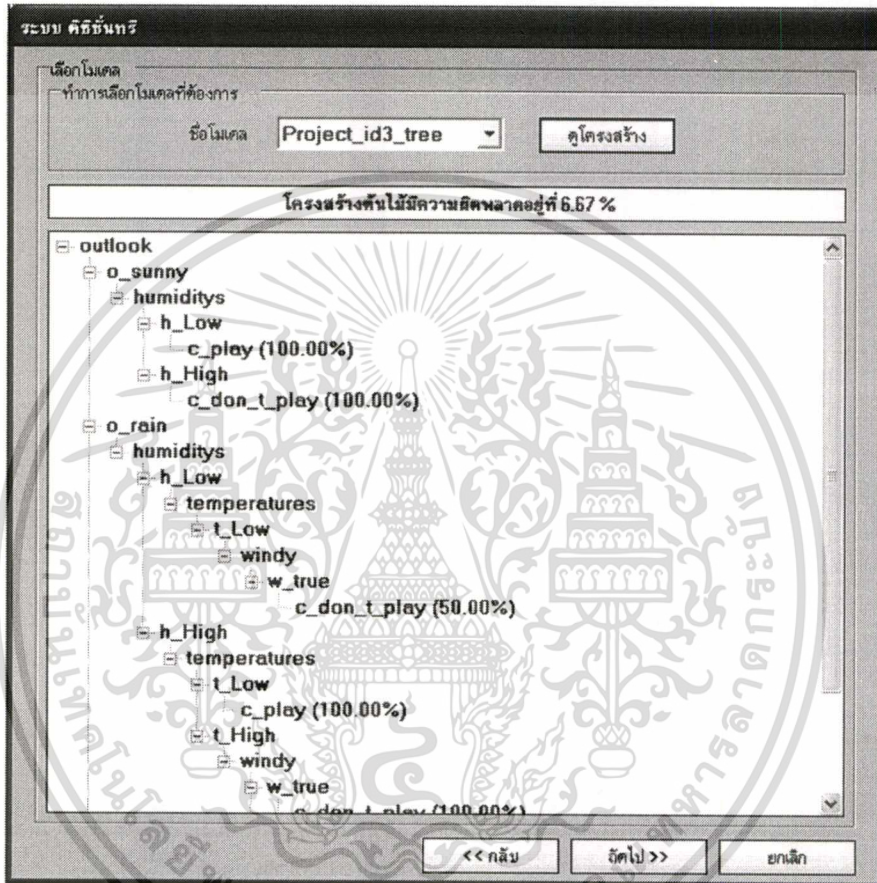 ระบบ ดิซิชั่นทรี
เลือกโมเดล
ทำการเลือกโมเดลที่ต้องการ
ชื่อโมเดล Project_id3_tree ดูโครงสร้าง
โครงสร้างต้นไม้มีความผิดพลาดอยู่ที่ 6.67 %
outlook
o_sunny
humiditys
h_Low
c_play (100.00%)
h_High
c_don_t_play (100.00%)
o_rain
humiditys
h_Low
temperatures
t_Low
windy
w_true
c_don_t_play (50.00%)
h_High
temperatures
t_Low
c_play (100.00%)
t_High
windy
w_true
c_don_t_play (100.00%)
<< กลับ ถัดไป >> ยกเลิก